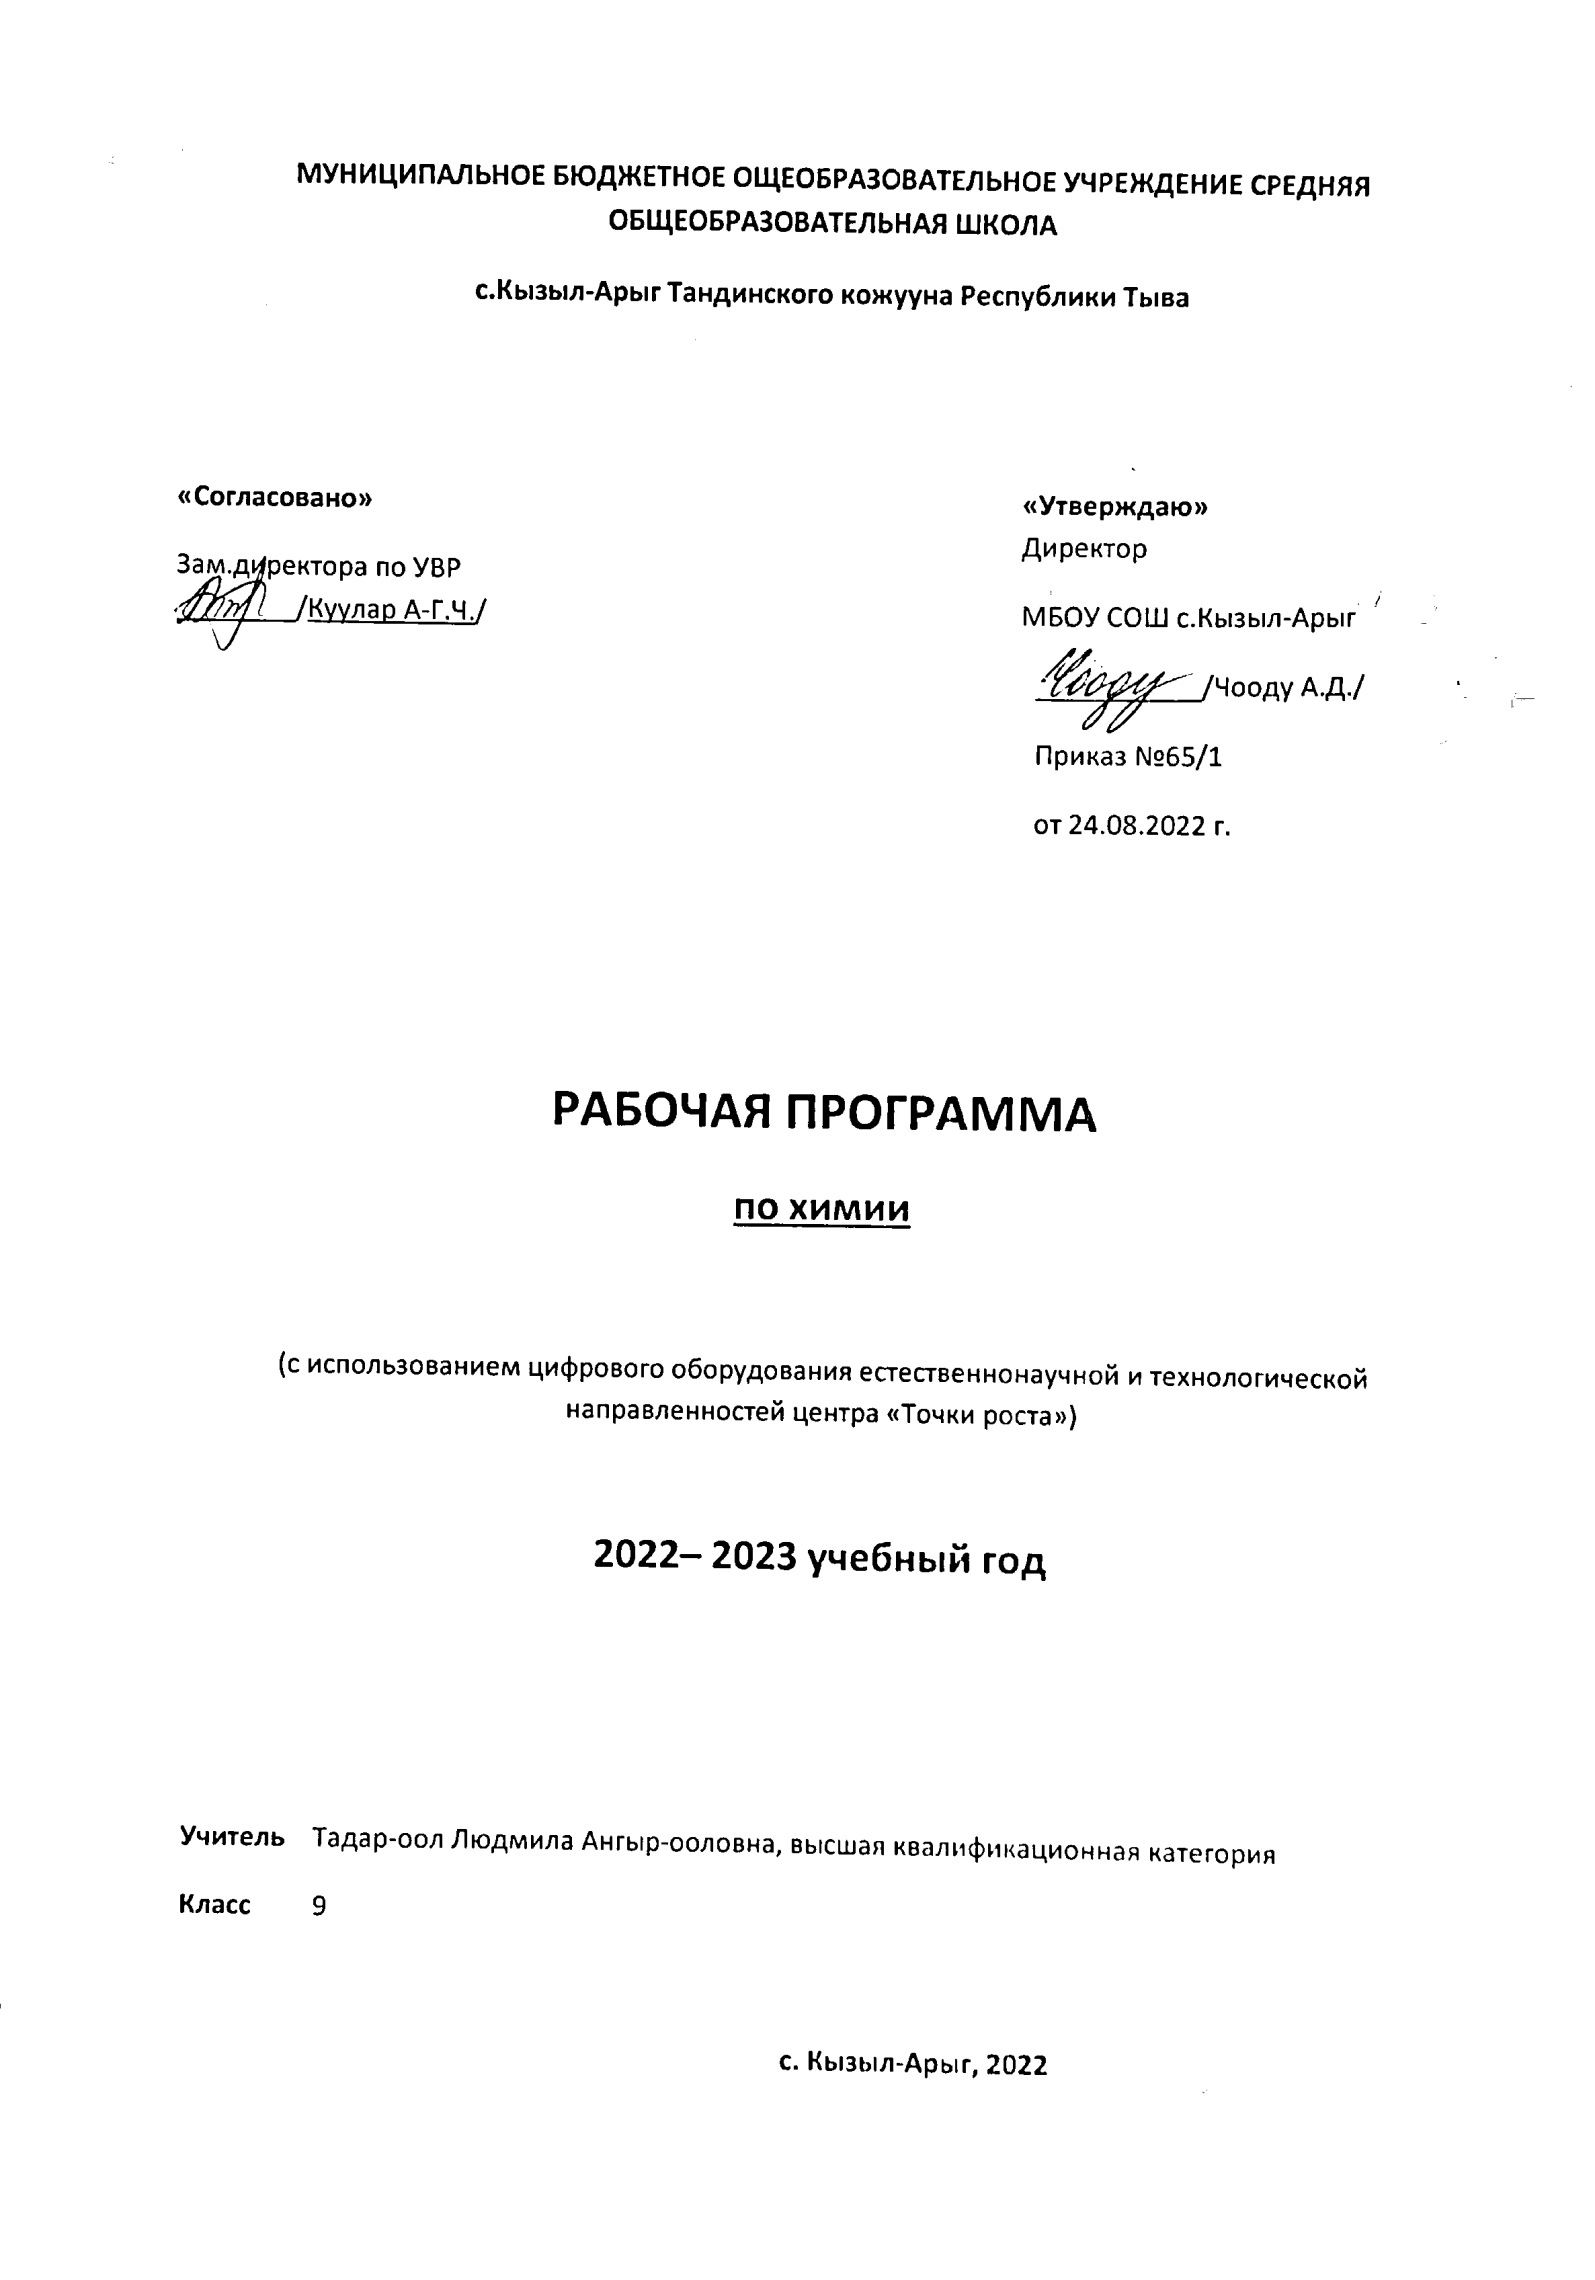 МУНИЦИПАЛЬНОЕ БЮДЖЕТНОЕ ОЩЕОБРАЗОВАТЕЛЬНОЕ УЧРЕЖДЕНИЕ СРЕДНЯЯ
ОБЩЕОБРАЗОВАТЕЛЬНАЯ ШКОЛА
с.Кызыл-Арыг Тандинского кожууна Республики Тыва
«Согласовано»
Зам.директора по УВР
/Куулар А-Г.Ч./
«Утверждаю»
Директор
МБОУ СОШ с.Кызыл-Арыг
Чооду /Чооду А.Д./
Приказ №65/1
от 24.08.2022 г.
РАБОЧАЯ ПРОГРАММА
по химии
(с использованием цифрового оборудования естественнонаучной и технологической
направленностей центра «Точки роста»)
2022– 2023 учебный год
Учитель Тадар-оол Людмила Ангыр-ооловна, высшая квалификационная категория
Класс 9
с. Кызыл-Арыг, 2022